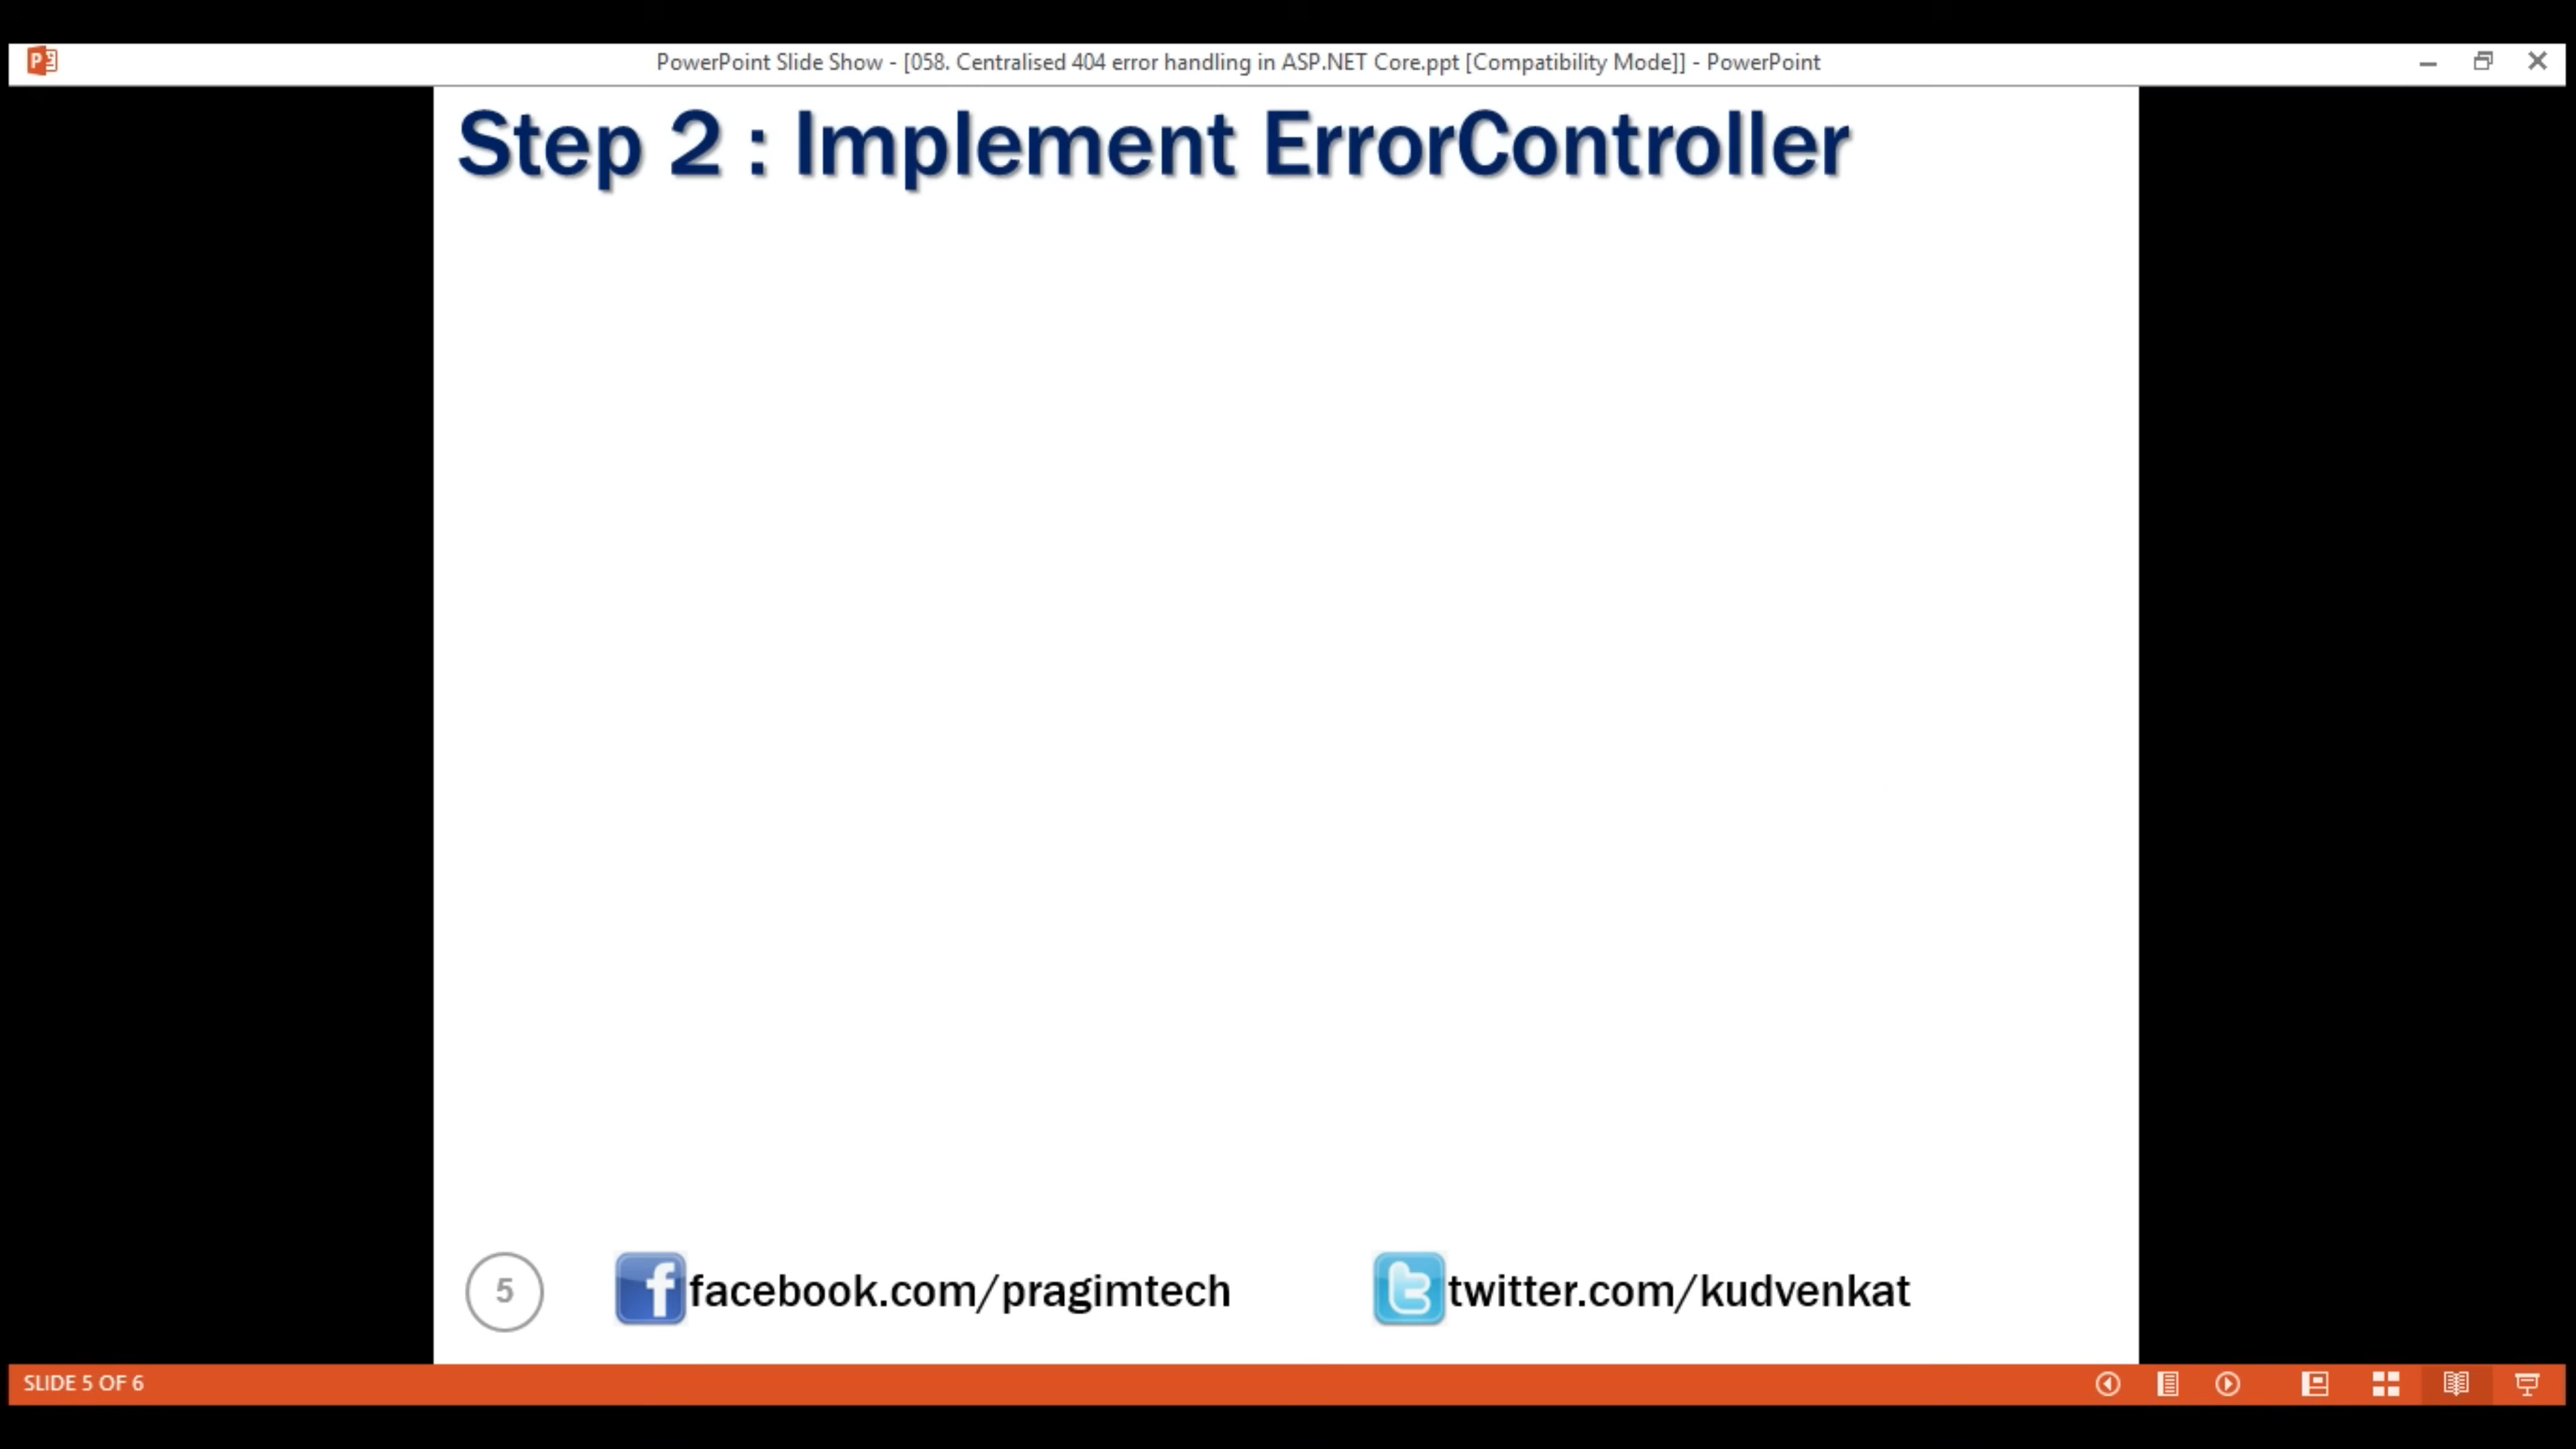 PowerPoint Slide Show - [058. Centralised 404 error handling in ASP.NET Core.ppt [Compatibility Mode]] - PowerPoint
Step 2 : Implement ErrorController
5
facebook.com/pragimtech
twitter.com/kudvenkat
SLIDE 5 OF 6